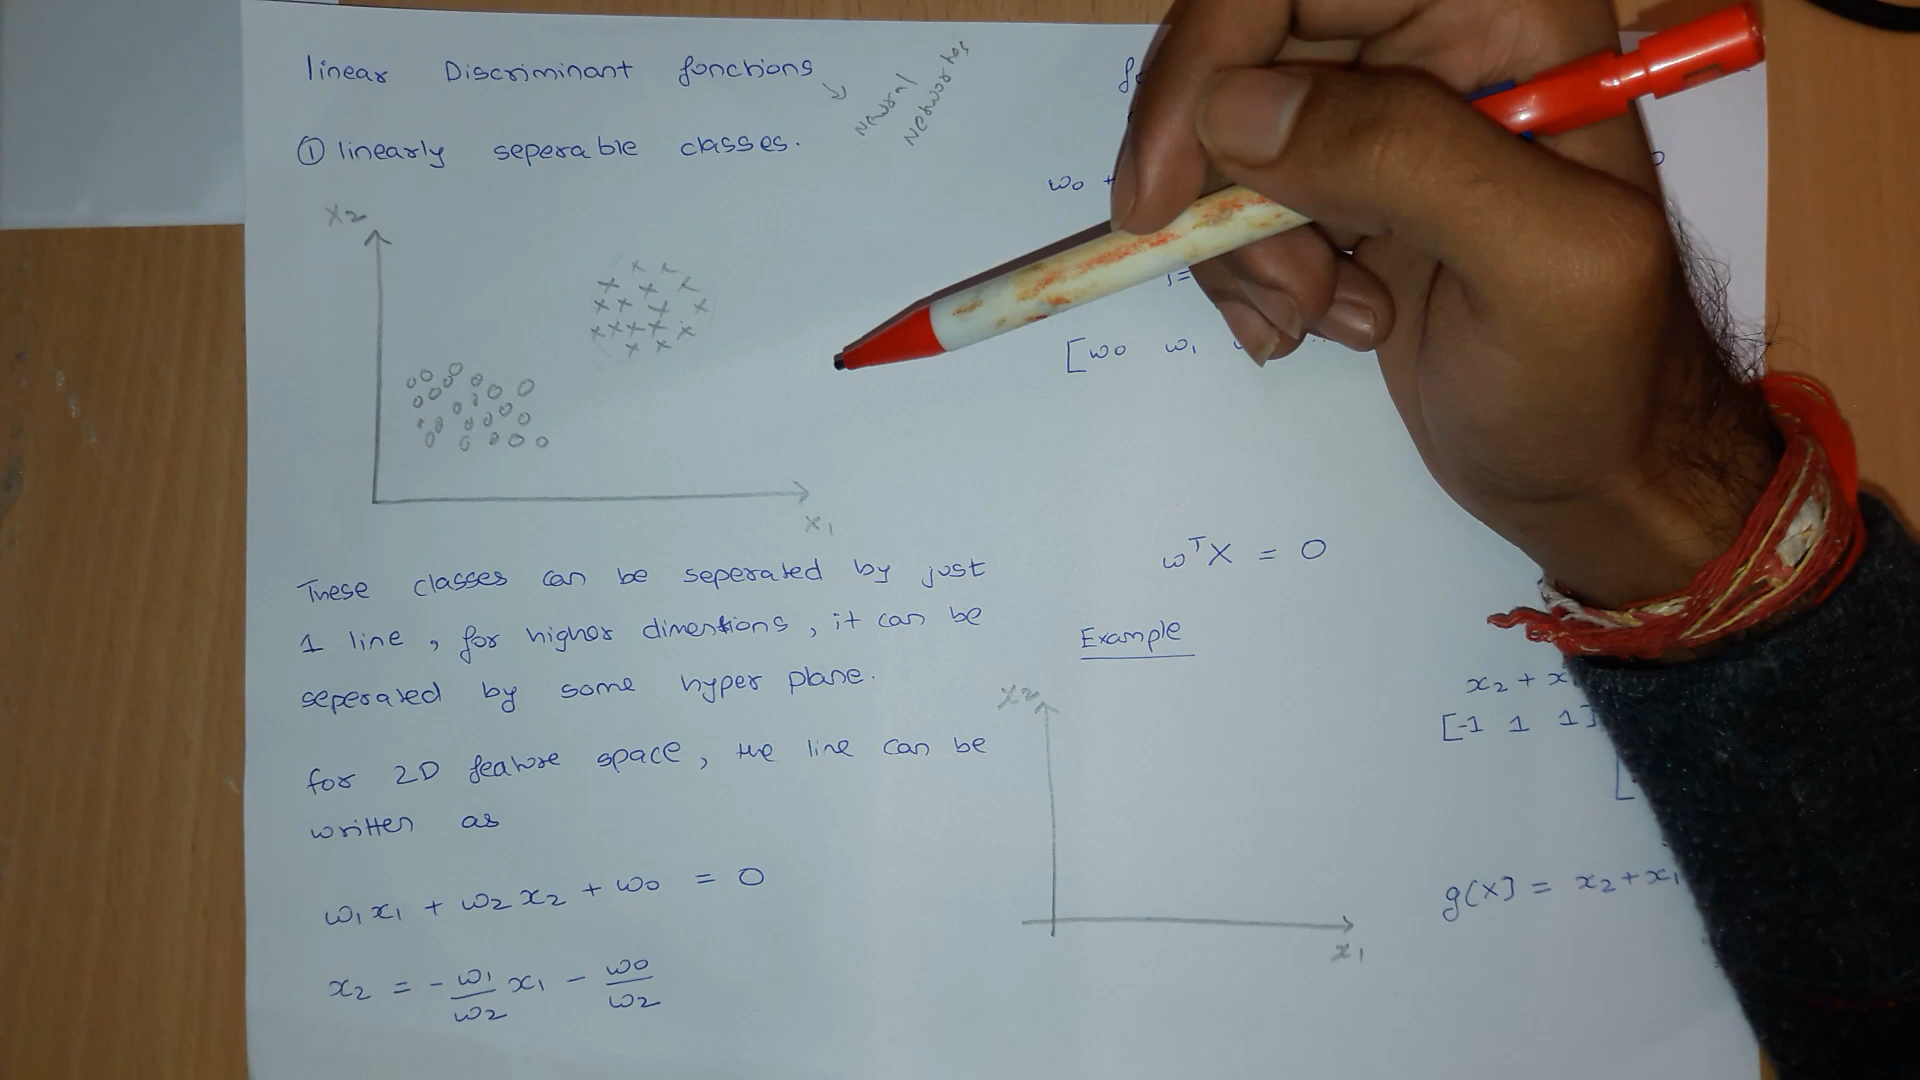 linear Discriminant fonctions
Neural
Networks
① linearly seperable classes.
x2
x1
These classes can be seperated by just
1 line, for higher dimentions, it can be
seperated by some hyper plane.
for 2D feature space, the line can be
written as
w1x1 + w2x2 + w0 = 0
x2 = - w1/w2 x1 - w0/w2
w0 +
[w0 w1
wᵀX = 0
Example
x2
x1
x2 + x
[-1 1 1]
g(x) = x2+x1